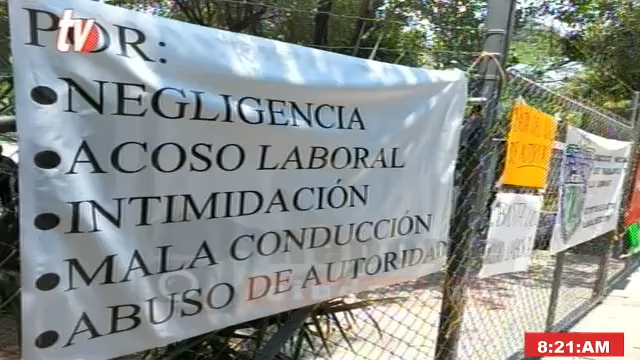 tv
POR:
•NEGLIGENCIA
•ACOSO LABORAL
•INTIMIDACIÓN
•MALA CONDUCCIÓN
•ABUSO DE AUTORIDAD
8:21:AM